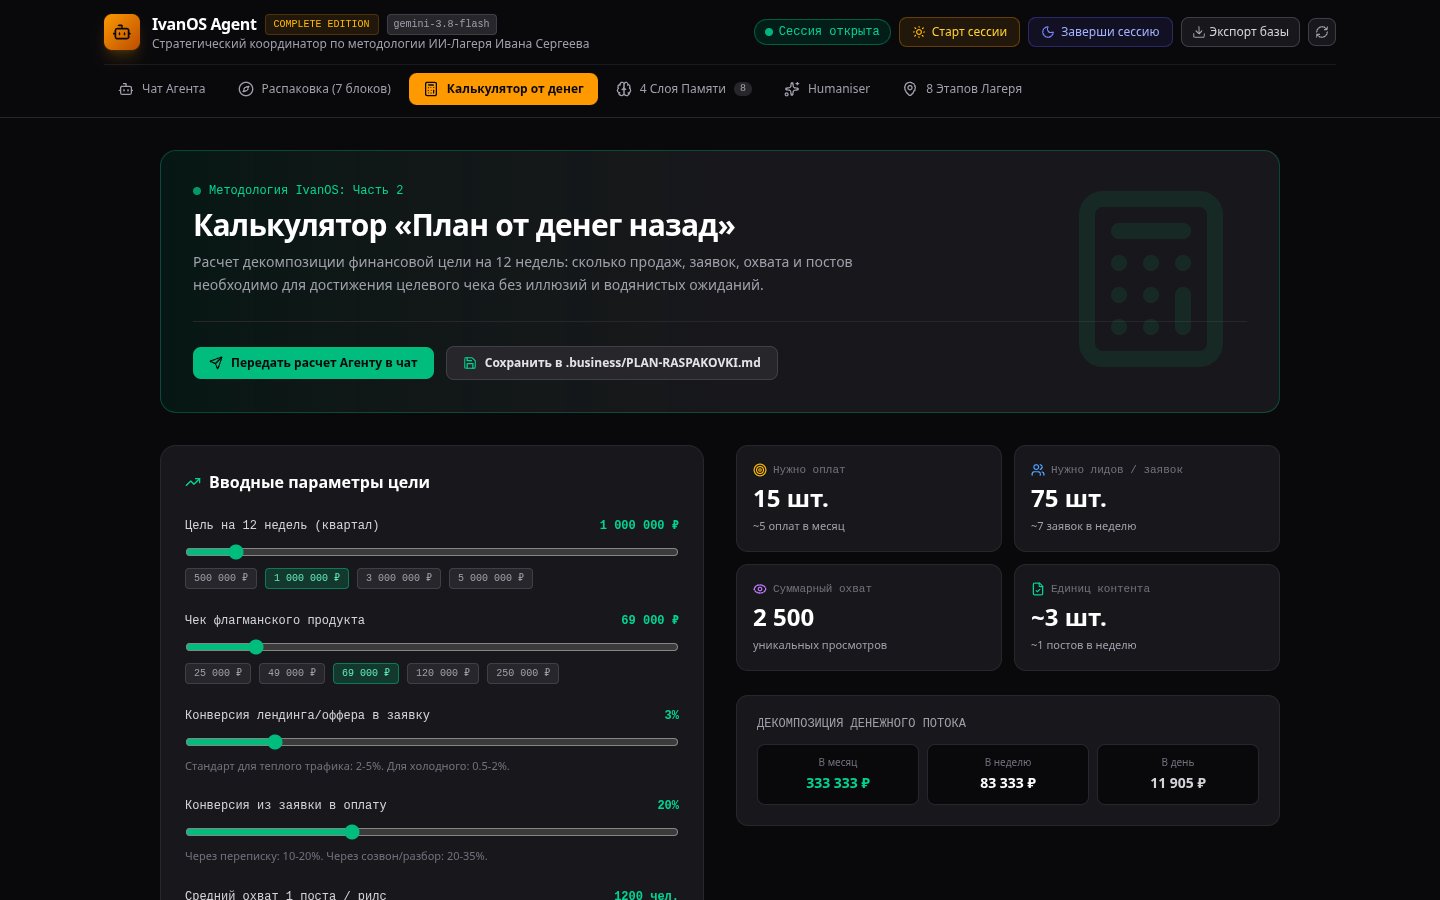 IvanOS Agent COMPLETE EDITION gemini-3.8-flash
Стратегический координатор по методологии ИИ-Лагеря Ивана Сергеева
Сессия открыта Старт сессии Заверши сессию Экспорт базы
Чат Агента Распаковка (7 блоков) Калькулятор от денег 4 Слоя Памяти 8 Humaniser 8 Этапов Лагеря
Методология IvanOS: Часть 2
Калькулятор «План от денег назад»
Расчет декомпозиции финансовой цели на 12 недель: сколько продаж, заявок, охвата и постов
необходимо для достижения целевого чека без иллюзий и водянистых ожиданий.
Передать расчет Агенту в чат Сохранить в .business/PLAN-RASPAKOVKI.md
Вводные параметры цели
Цель на 12 недель (квартал) 1 000 000 ₽
500 000 ₽ 1 000 000 ₽ 3 000 000 ₽ 5 000 000 ₽
Чек флагманского продукта 69 000 ₽
25 000 ₽ 49 000 ₽ 69 000 ₽ 120 000 ₽ 250 000 ₽
Конверсия лендинга/оффера в заявку 3%
Стандарт для теплого трафика: 2-5%. Для холодного: 0.5-2%.
Конверсия из заявки в оплату 20%
Через переписку: 10-20%. Через созвон/разбор: 20-35%.
Средний охват 1 поста / рилс 1200 чел.
Нужно оплат
15 шт.
~5 оплат в месяц
Нужно лидов / заявок
75 шт.
~7 заявок в неделю
Суммарный охват
2 500
уникальных просмотров
Единиц контента
~3 шт.
~1 постов в неделю
ДЕКОМПОЗИЦИЯ ДЕНЕЖНОГО ПОТОКА
В месяц
333 333 ₽
В неделю
83 333 ₽
В день
11 905 ₽